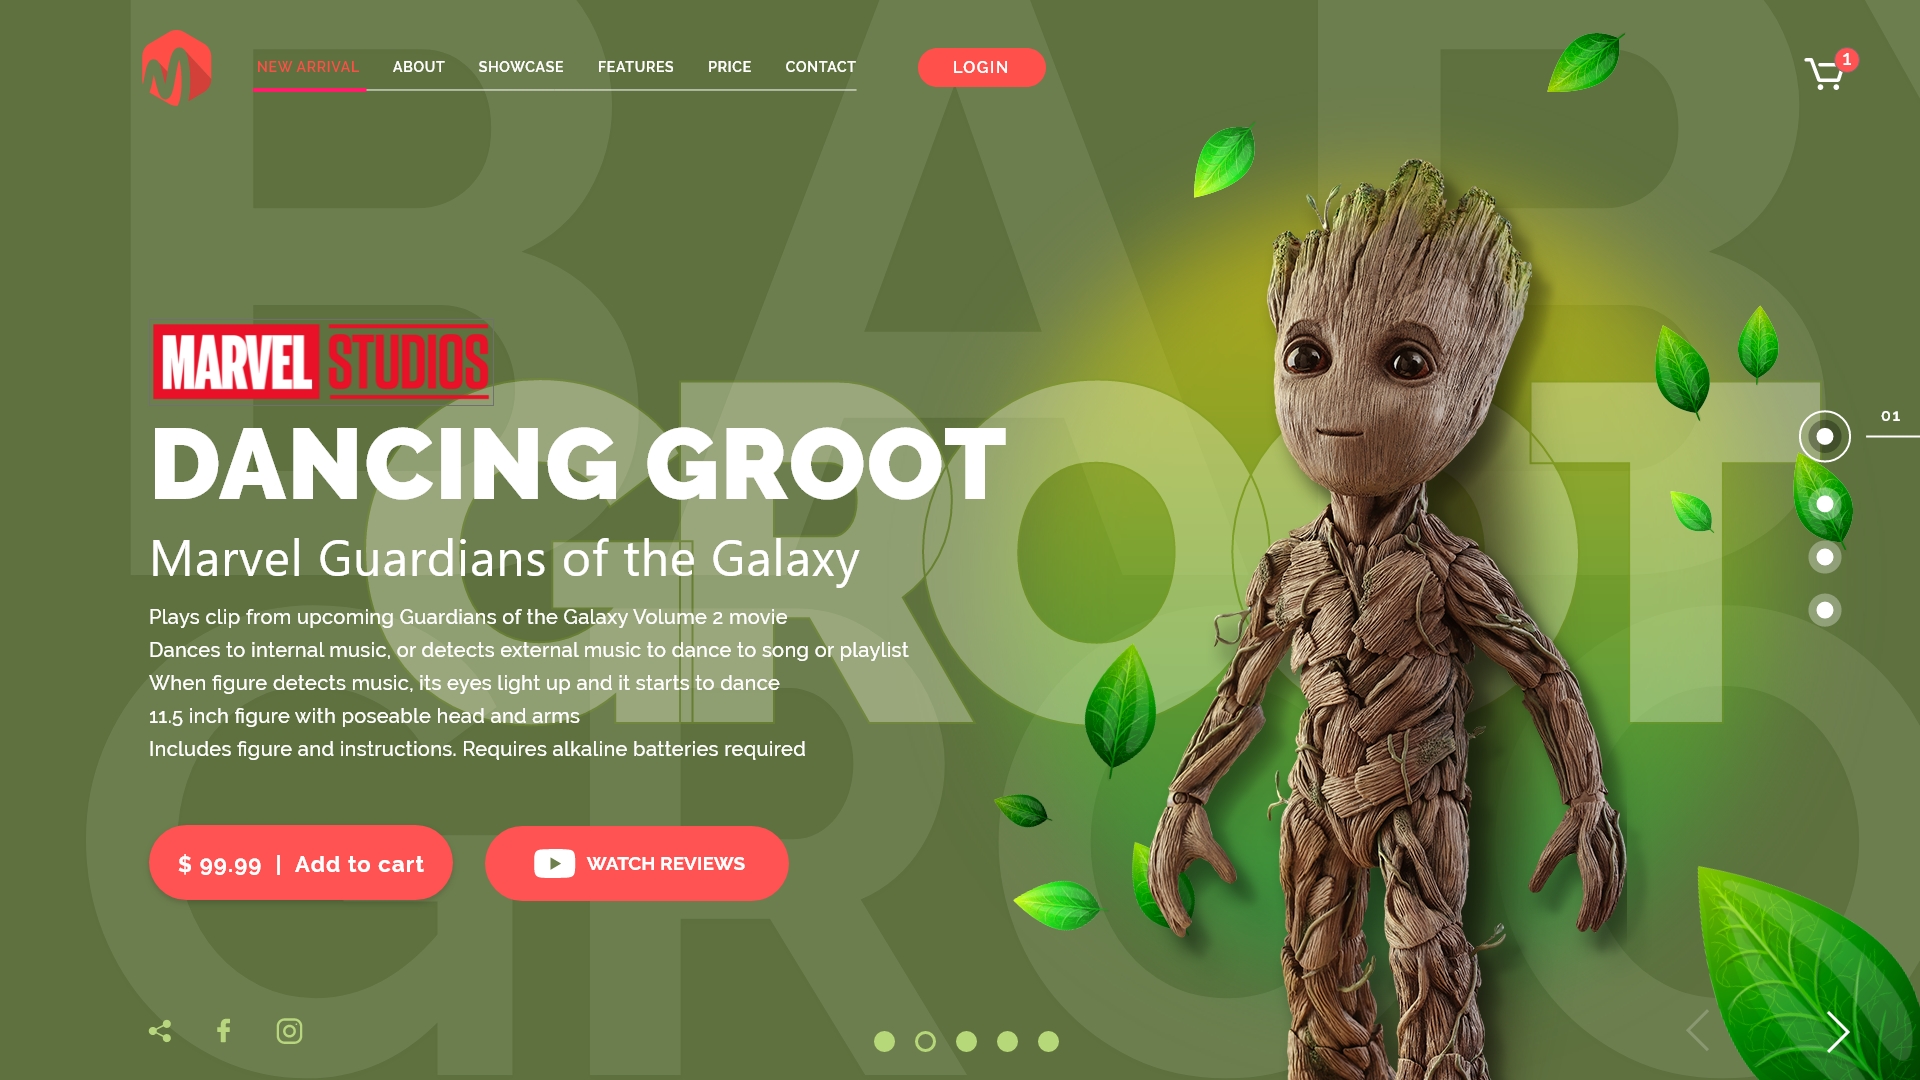 NEW ARRIVAL ABOUT SHOWCASE FEATURES PRICE CONTACT LOGIN 1
BABY
GROOT
MARVEL STUDIOS
GROOT
DANCING GROOT
01
Marvel Guardians of the Galaxy
Plays clip from upcoming Guardians of the Galaxy Volume 2 movie
Dances to internal music, or detects external music to dance to song or playlist
When figure detects music, its eyes light up and it starts to dance
11.5 inch figure with poseable head and arms
Includes figure and instructions. Requires alkaline batteries required
$ 99.99 | Add to cart WATCH REVIEWS